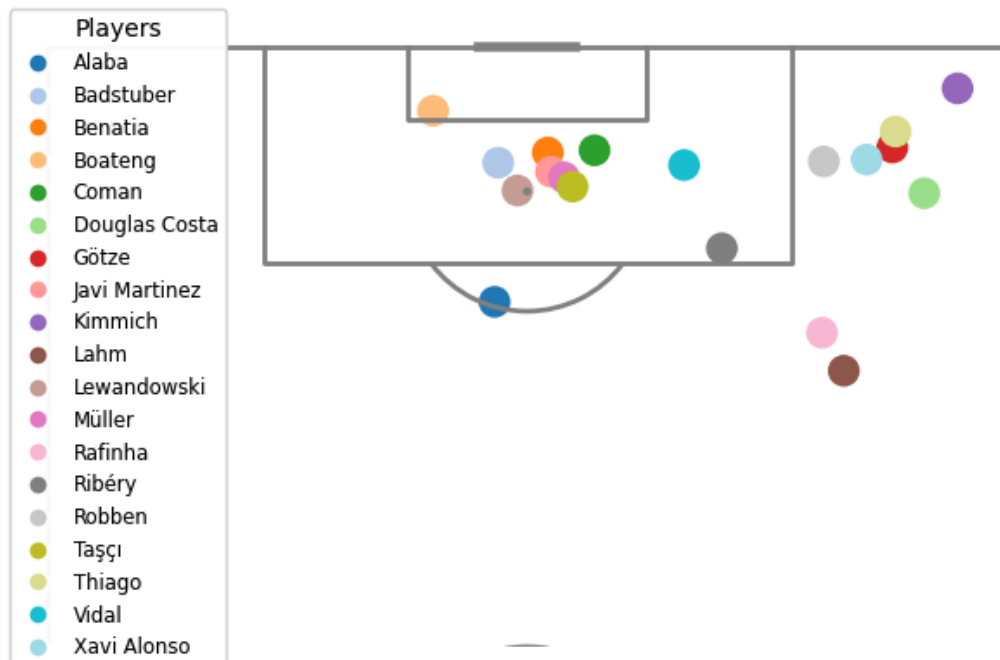 Players
Alaba
Badstuber
Benatia
Boateng
Coman
Douglas Costa
Götze
Javi Martinez
Kimmich
Lahm
Lewandowski
Müller
Rafinha
Ribéry
Robben
Taşçı
Thiago
Vidal
Xavi Alonso